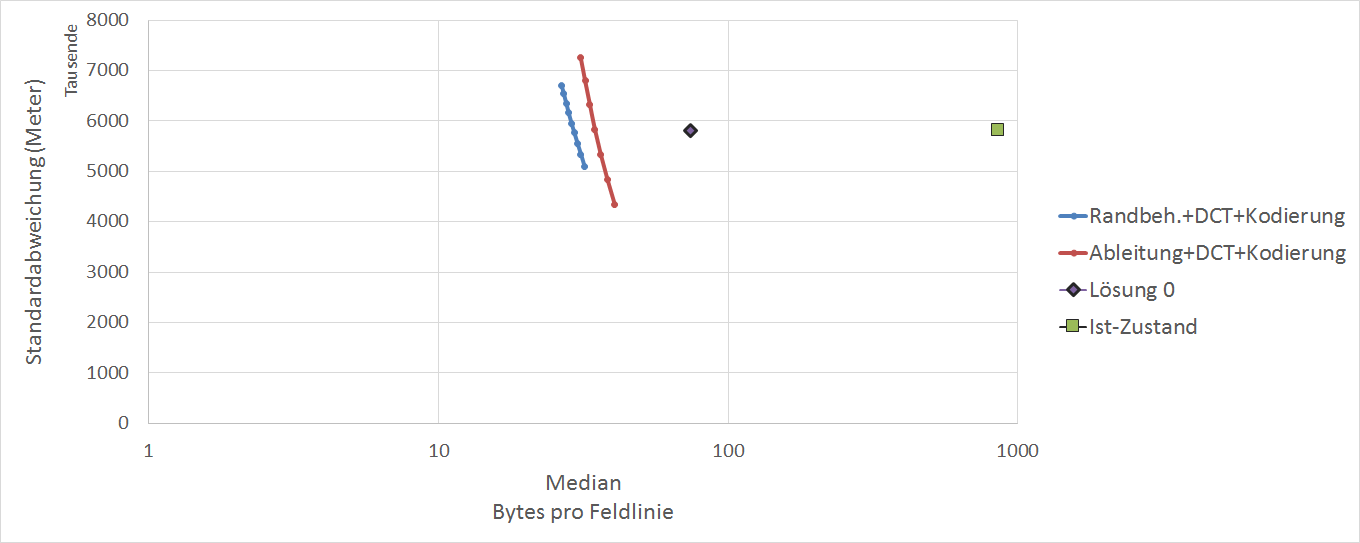 Standardabweichung (Meter)
Tausende
8000
7000
6000
5000
4000
3000
2000
1000
0
1
10
100
1000
Median
Bytes pro Feldlinie
Randbeh.+DCT+Kodierung
Ableitung+DCT+Kodierung
Lösung 0
Ist-Zustand